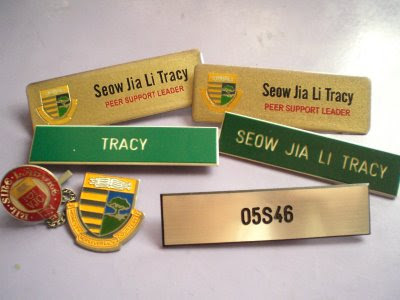 Seow Jia Li Tracy
PEER SUPPORT LEADER
Seow Jia Li Tracy
PEER SUPPORT LEADER
TRACY
SEOW JIA LI TRACY
05S46